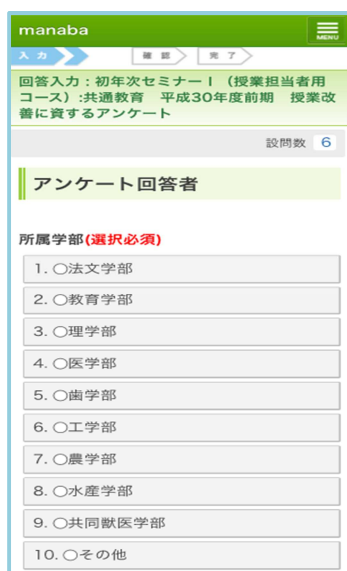 manaba
MENU
入力
確認
完了
回答入力：初年次セミナーⅠ（授業担当者用
コース）:共通教育　平成30年度前期　授業改
善に資するアンケート
設問数 6
アンケート回答者
所属学部(選択必須)
1. ○法文学部
2. ○教育学部
3. ○理学部
4. ○医学部
5. ○歯学部
6. ○工学部
7. ○農学部
8. ○水産学部
9. ○共同獣医学部
10. ○その他